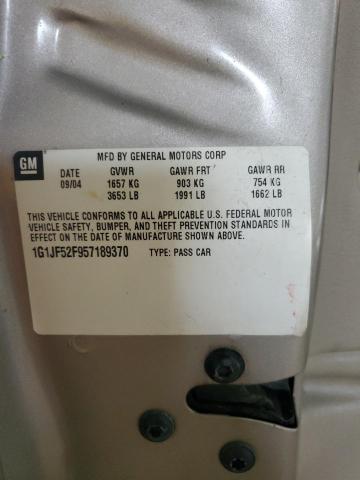 GM
MFD BY GENERAL MOTORS CORP
DATE GVWR GAWR FRT GAWR RR
09/04 1657 KG 903 KG 754 KG
3653 LB 1991 LB 1662 LB
THIS VEHICLE CONFORMS TO ALL APPLICABLE U.S. FEDERAL MOTOR
VEHICLE SAFETY, BUMPER, AND THEFT PREVENTION STANDARDS IN
EFFECT ON THE DATE OF MANUFACTURE SHOWN ABOVE.
1G1JF52F957189370 TYPE: PASS CAR